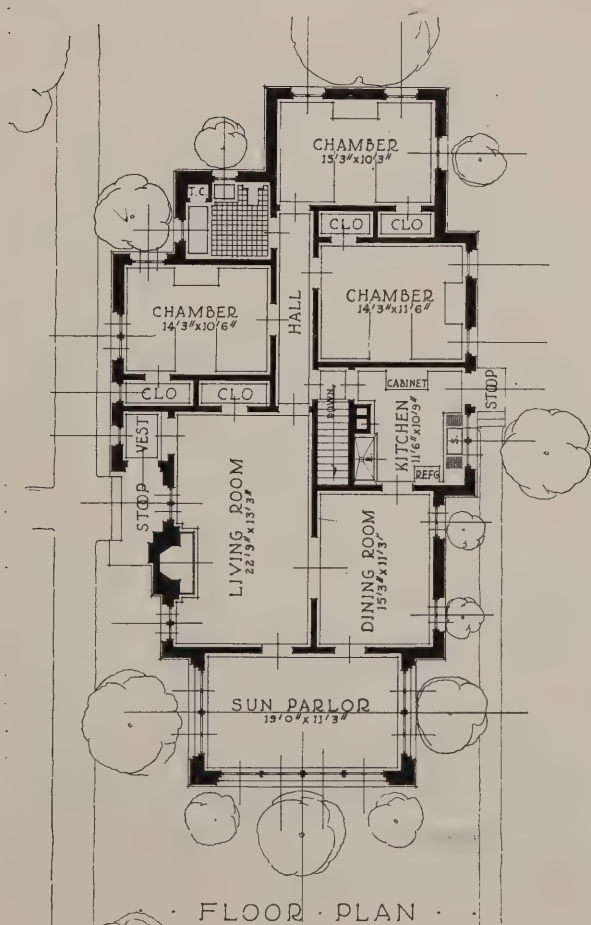 CHAMBER
15'3"x10'3"
T.C.
CLO
CLO
CHAMBER
14'3"x10'6"
HALL
CHAMBER
14'3"x11'6"
CLO
CLO
DOWN
CABINET
STOOP
VEST
STOOP
KITCHEN
11'6"x10'9"
S.
REFG
LIVING ROOM
22'9"x13'3"
DINING ROOM
15'3"x11'3"
SUN PARLOR
19'0"x11'3"
· FLOOR · PLAN ·